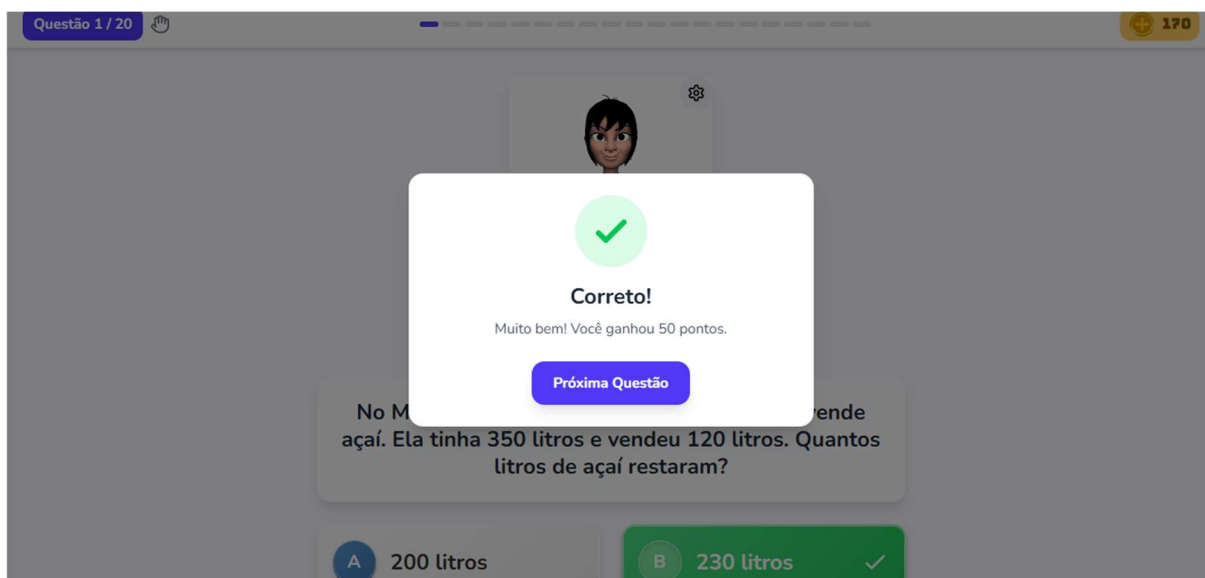 Questão 1 / 20
170
Correto!
Muito bem! Você ganhou 50 pontos.
Próxima Questão
No M ende
açaí. Ela tinha 350 litros e vendeu 120 litros. Quantos
litros de açaí restaram?
A 200 litros
B 230 litros